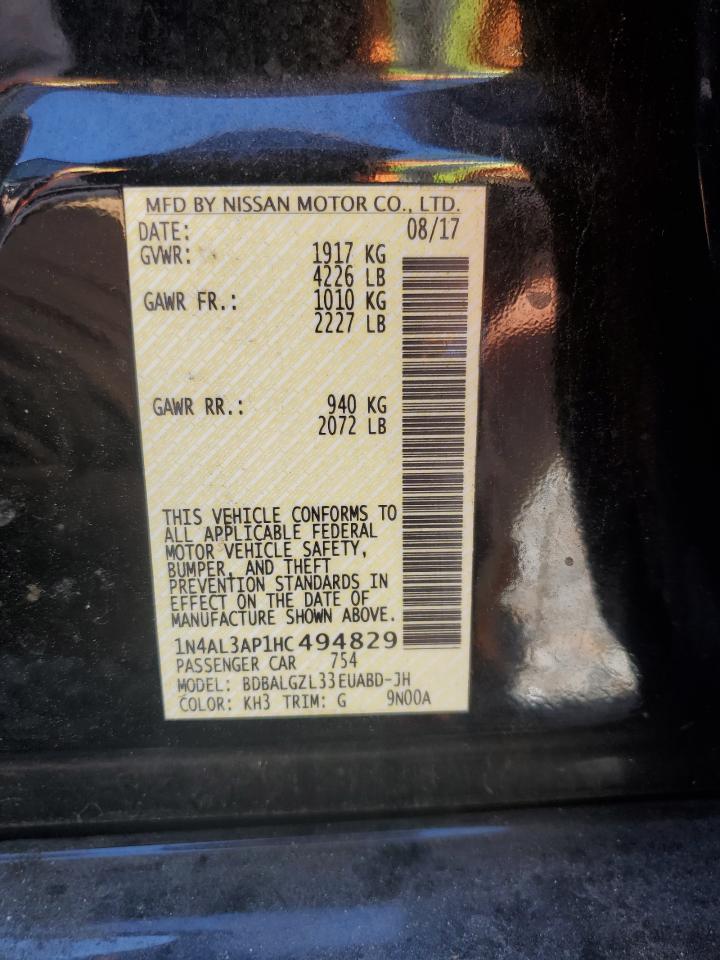 MFD BY NISSAN MOTOR CO., LTD.
DATE: 08/17
GVWR: 1917 KG
4226 LB
GAWR FR.: 1010 KG
2227 LB
GAWR RR.: 940 KG
2072 LB
THIS VEHICLE CONFORMS TO
ALL APPLICABLE FEDERAL
MOTOR VEHICLE SAFETY,
BUMPER, AND THEFT
PREVENTION STANDARDS IN
EFFECT ON THE DATE OF
MANUFACTURE SHOWN ABOVE.
1N4AL3AP1HC494829
PASSENGER CAR 754
MODEL: BDBALGZL33EUABD-JH
COLOR: KH3 TRIM: G 9N00A